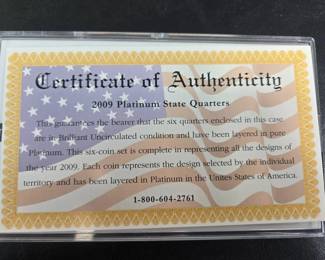 Certificate of Authenticity
2009 Platinum State Quarters
This guarantees the bearer that the six quarters enclosed in this case
are in Brilliant Uncirculated condition and have been layered in pure
Platinum. This six-coin set is complete in representing all the designs of
the year 2009. Each coin represents the design selected by the individual
territory and has been layered in Platinum in the Unites States of America.
1-800-604-2761